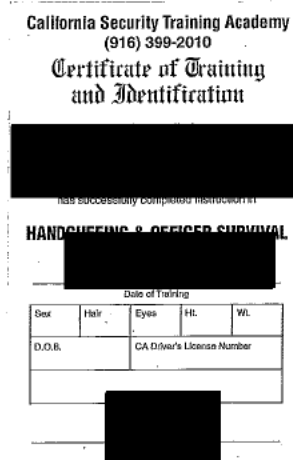 California Security Training Academy
(916) 399-2010
Certificate of Training
and Identification
has successfully completed instruction in
HANDCUFFING & OFFICER SURVIVAL
Date of Training
Sex Hair Eyes Ht. Wt.
D.O.B. CA Driver's License Number